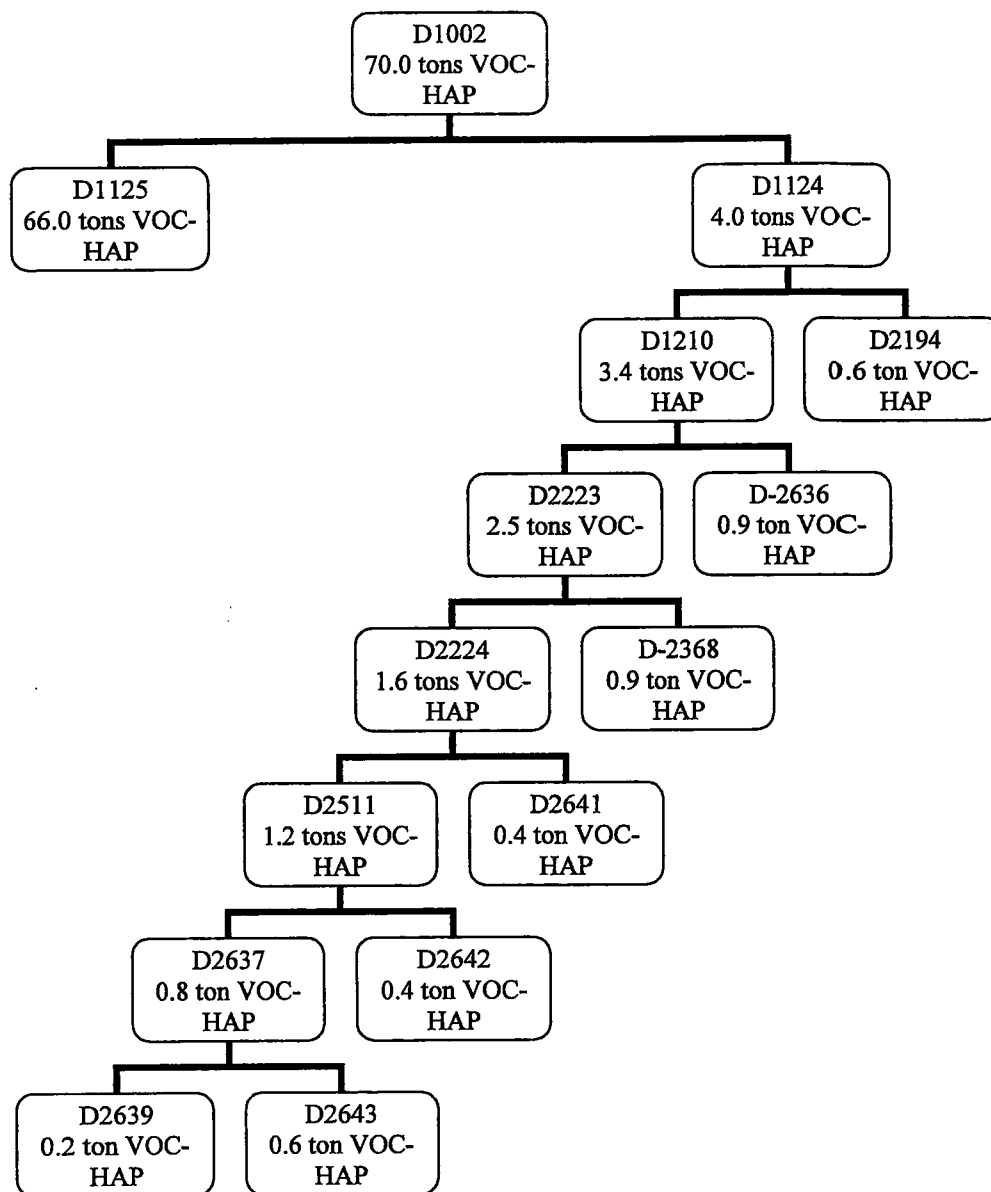 D1002
70.0 tons VOC-
HAP
D1125
66.0 tons VOC-
HAP
D1124
4.0 tons VOC-
HAP
D1210
3.4 tons VOC-
HAP
D2194
0.6 ton VOC-
HAP
D2223
2.5 tons VOC-
HAP
D-2636
0.9 ton VOC-
HAP
D2224
1.6 tons VOC-
HAP
D-2368
0.9 ton VOC-
HAP
D2511
1.2 tons VOC-
HAP
D2641
0.4 ton VOC-
HAP
D2637
0.8 ton VOC-
HAP
D2642
0.4 ton VOC-
HAP
D2639
0.2 ton VOC-
HAP
D2643
0.6 ton VOC-
HAP